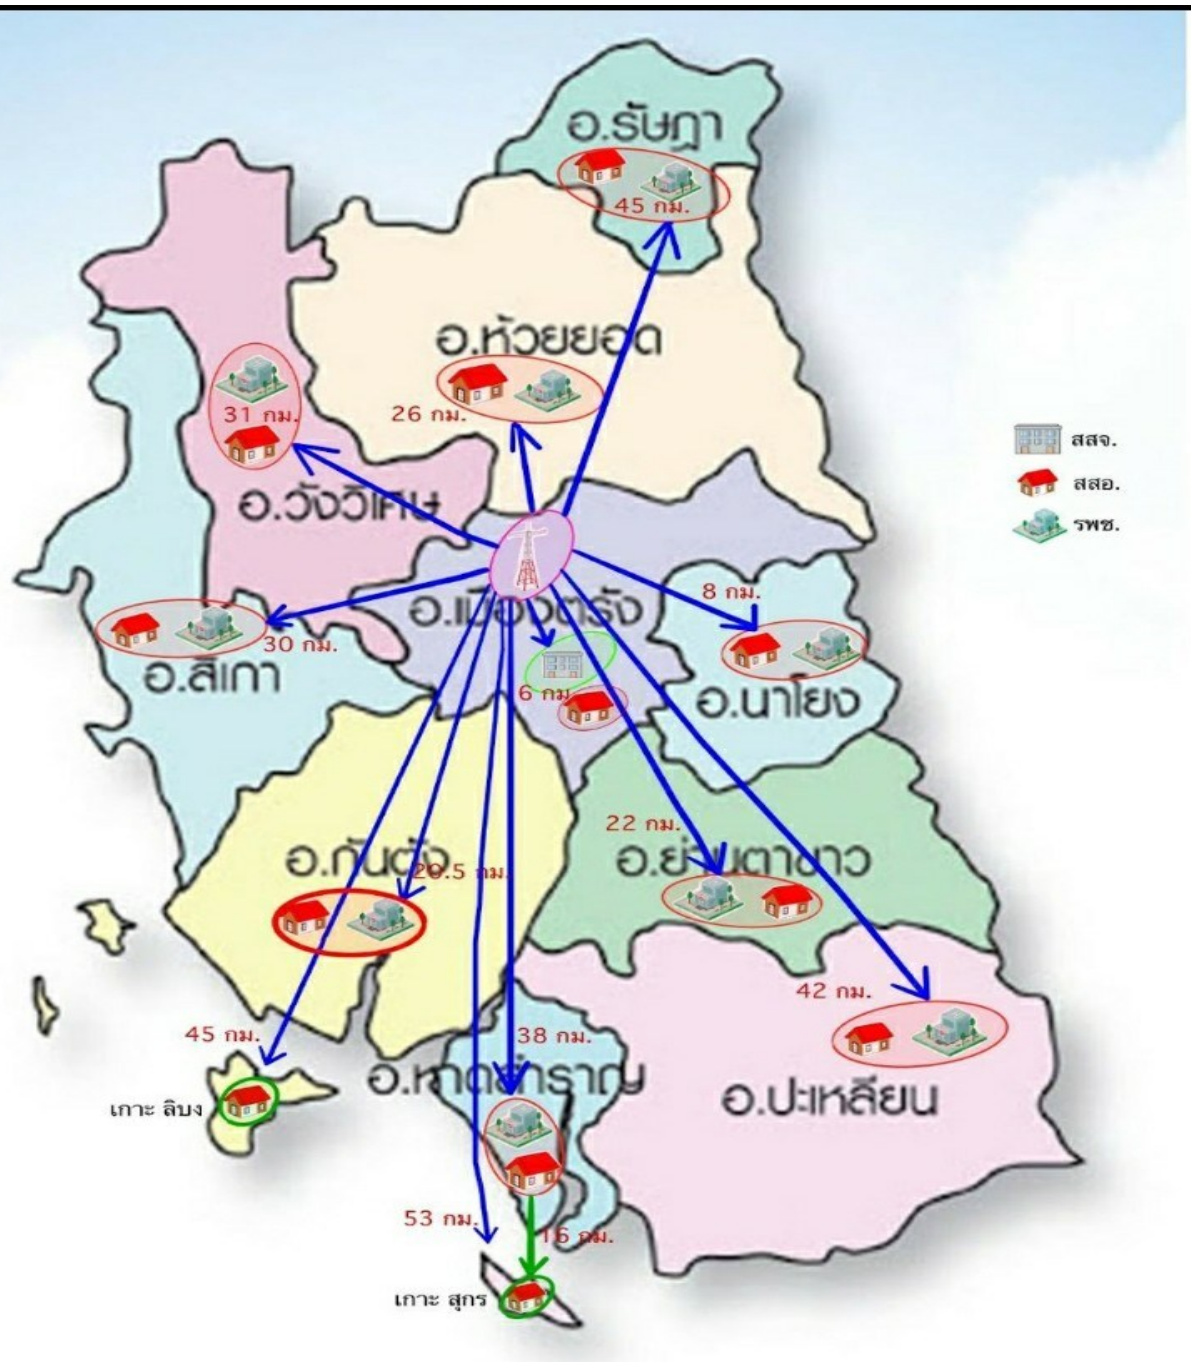 อ.รัษฎา
45 กม.
อ.ห้วยยอด
26 กม.
31 กม.
อ.วังวิเศษ
สสจ.
สสอ.
รพช.
8 กม.
อ.เมืองตรัง
30 กม.
อ.สิเกา
6 กม
อ.นาโยง
22 กม.
อ.กันตัง
20.5 กม.
อ.ย่านตาขาว
42 กม.
45 กม.
38 กม.
อ.หาดสำราญ
อ.ปะเหลียน
เกาะ ลิบง
53 กม.
16 กม.
เกาะ สุกร